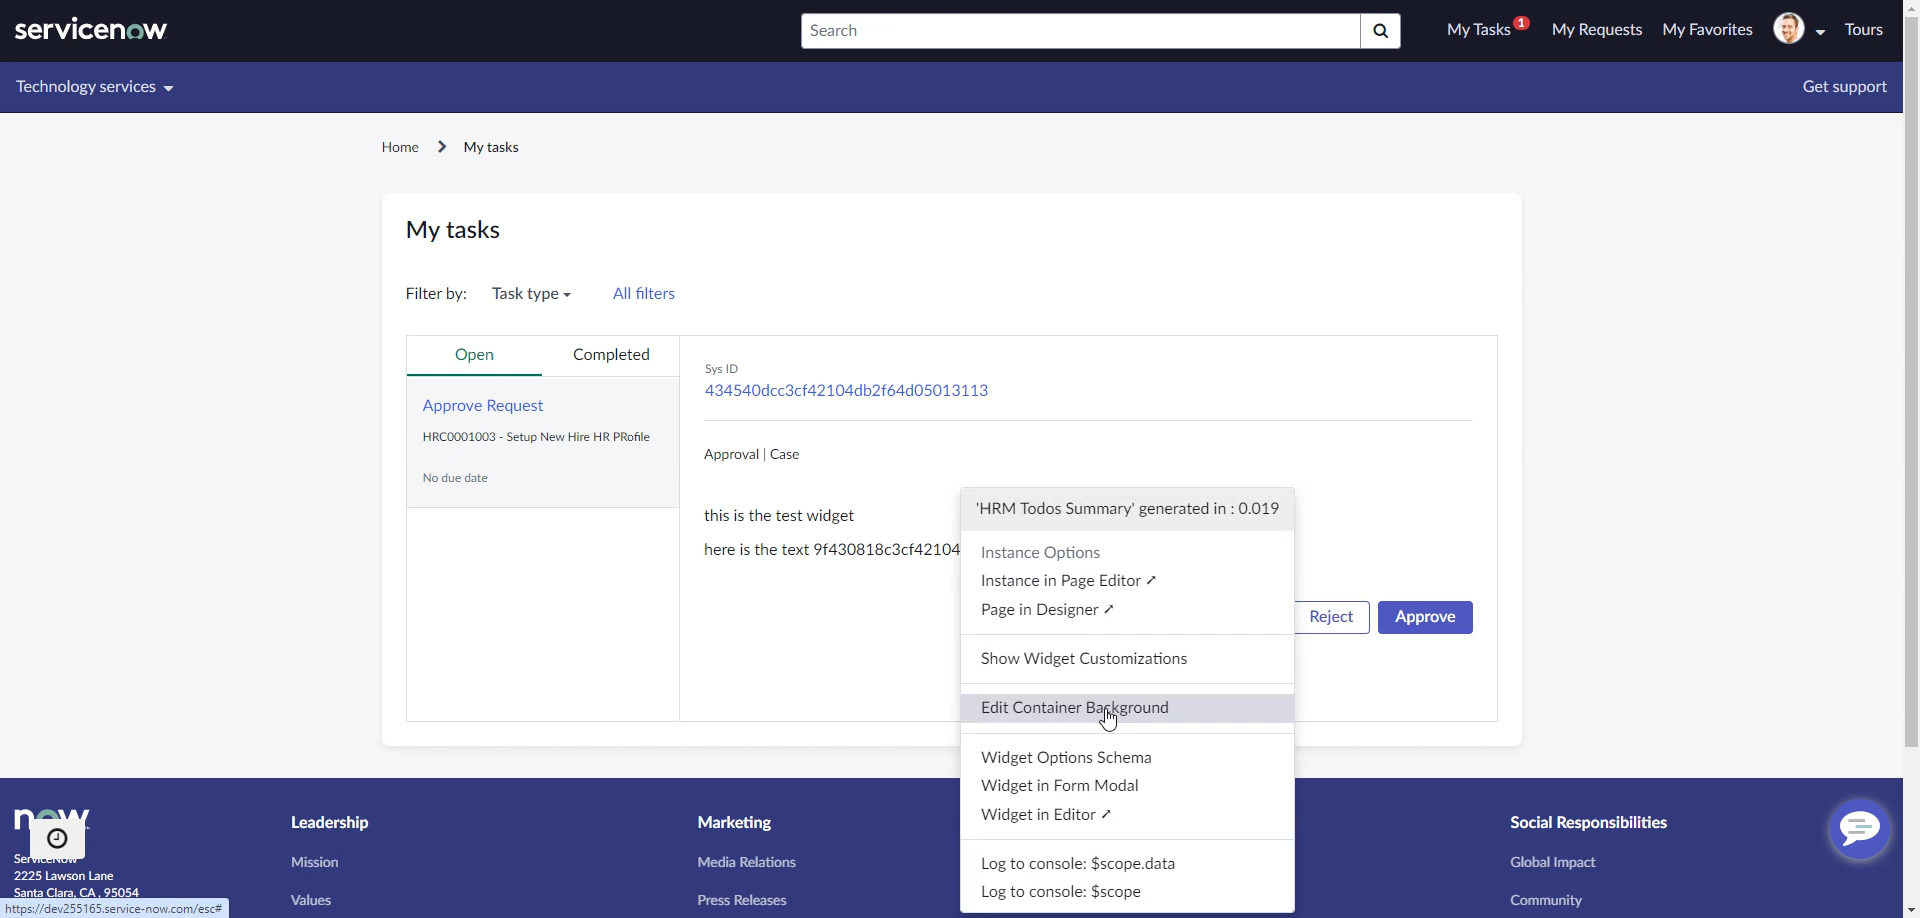 servicenow
Search
My Tasks 1
My Requests
My Favorites
Tours
Technology services
Get support
Home
My tasks
My tasks
Filter by:
Task type
All filters
Open
Completed
Approve Request
HRC0001003 - Setup New Hire HR PRofile
No due date
Sys ID
434540dcc3cf42104db2f64d05013113
Approval | Case
this is the test widget
here is the text 9f430818c3cf42104
Reject
Approve
'HRM Todos Summary' generated in : 0.019
Instance Options
Instance in Page Editor ➚
Page in Designer ➚
Show Widget Customizations
Edit Container Background
Widget Options Schema
Widget in Form Modal
Widget in Editor ➚
Log to console: $scope.data
Log to console: $scope
now
ServiceNow
2225 Lawson Lane
Santa Clara, CA, 95054
Leadership
Mission
Values
Marketing
Media Relations
Press Releases
Social Responsibilities
Global Impact
Community
https://dev255165.service-now.com/esc#